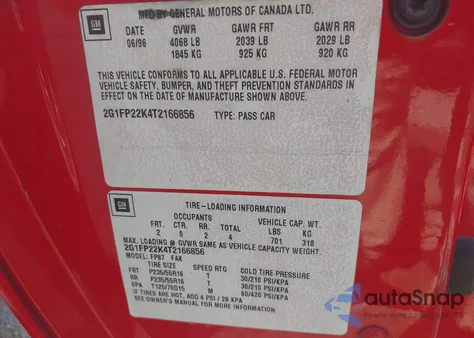 GM
MFD BY GENERAL MOTORS OF CANADA LTD.
DATE GVWR GAWR FRT GAWR RR
06/96 4068 LB 2039 LB 2029 LB
1845 KG 925 KG 920 KG
THIS VEHICLE CONFORMS TO ALL APPLICABLE U.S. FEDERAL MOTOR
VEHICLE SAFETY, BUMPER, AND THEFT PREVENTION STANDARDS IN
EFFECT ON THE DATE OF MANUFACTURE SHOWN ABOVE.
2G1FP22K4T2166856 TYPE: PASS CAR
GM
TIRE-LOADING INFORMATION
OCCUPANTS VEHICLE CAP. WT.
FRT. CTR. RR. TOTAL LBS KG
2 0 2 4 701 318
MAX. LOADING @ GVWR SAME AS VEHICLE CAPACITY WEIGHT.
2G1FP22K4T2166856
MODEL: FP87 FAK
TIRE SIZE SPEED RTG COLD TIRE PRESSURE
FRT P235/55R16 T 30/210 PSI/KPA
RR P235/55R16 T 30/210 PSI/KPA
SPA T125/70D15 M 60/420 PSI/KPA
IF TIRES ARE HOT, ADD 4 PSI / 28 KPA
SEE OWNER'S MANUAL FOR MORE INFORMATION
autoSnap
Powered by AutoAuctions.io